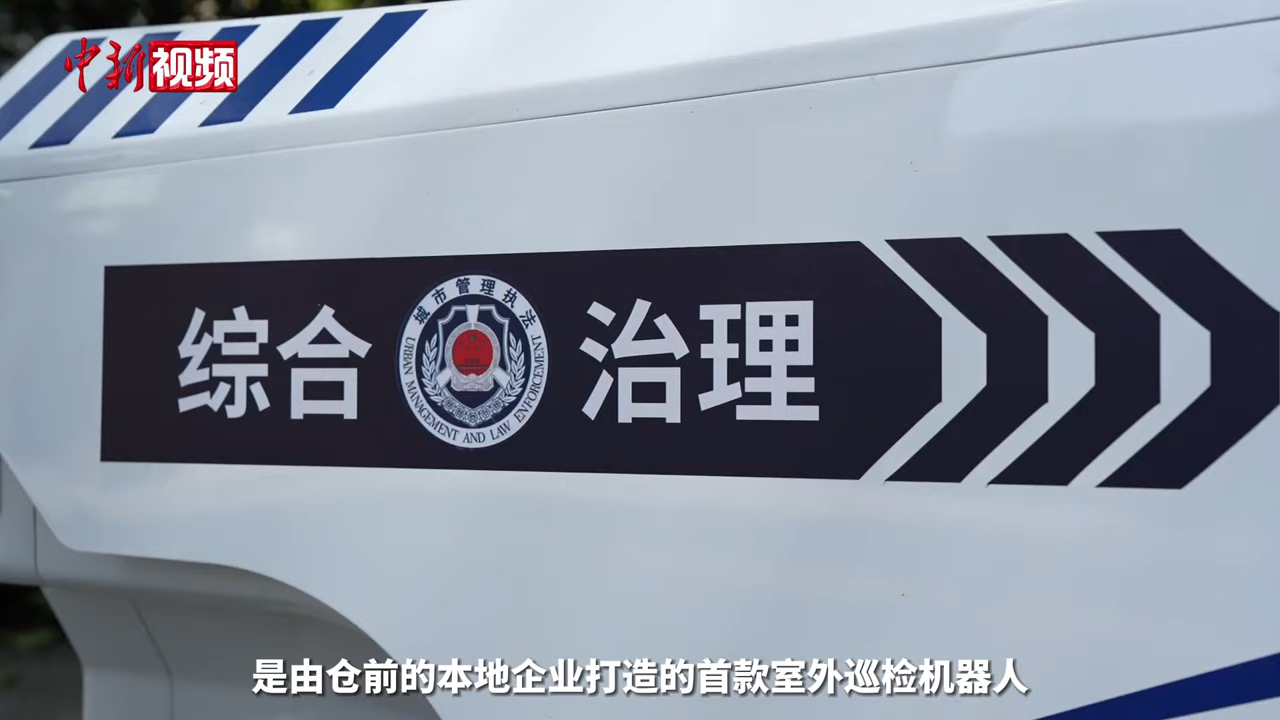 中新视频
综合 治理
城市管理执法
URBAN MANAGEMENT AND LAW ENFORCEMENT
是由仓前的本地企业打造的首款室外巡检机器人